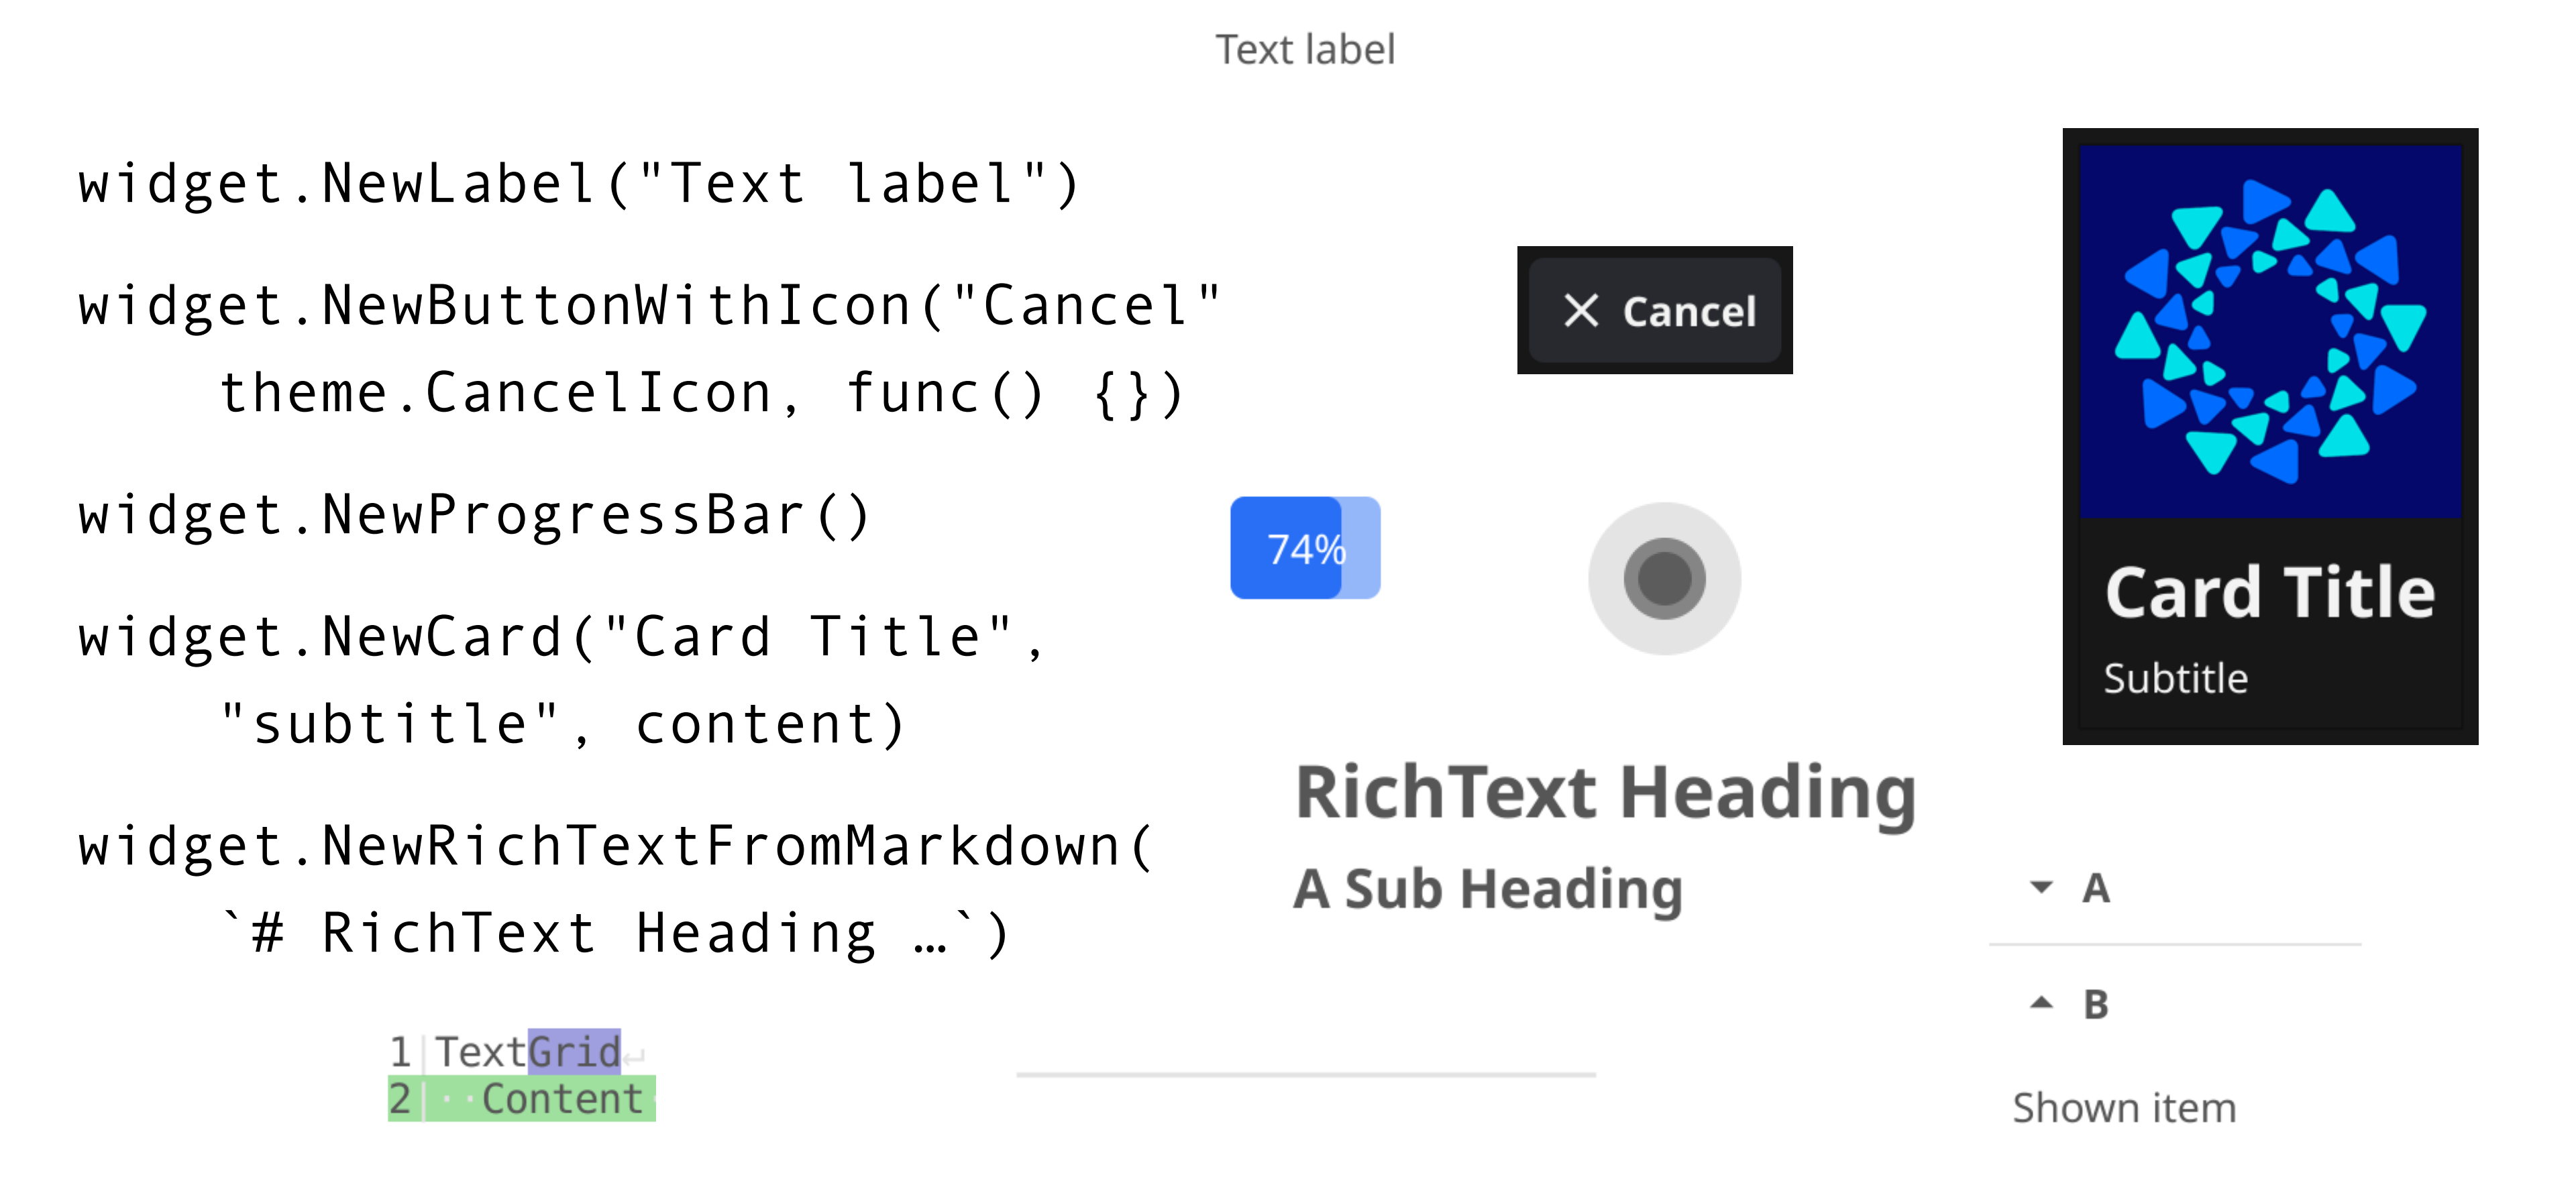 Text label
widget.NewLabel("Text label")
widget.NewButtonWithIcon("Cancel"
theme.CancelIcon, func() {})
widget.NewProgressBar()
widget.NewCard("Card Title",
"subtitle", content)
widget.NewRichTextFromMarkdown(
`# RichText Heading …`)
1 TextGrid↵
2 ··Content
Cancel
74%
RichText Heading
A Sub Heading
Card Title
Subtitle
A
B
Shown item